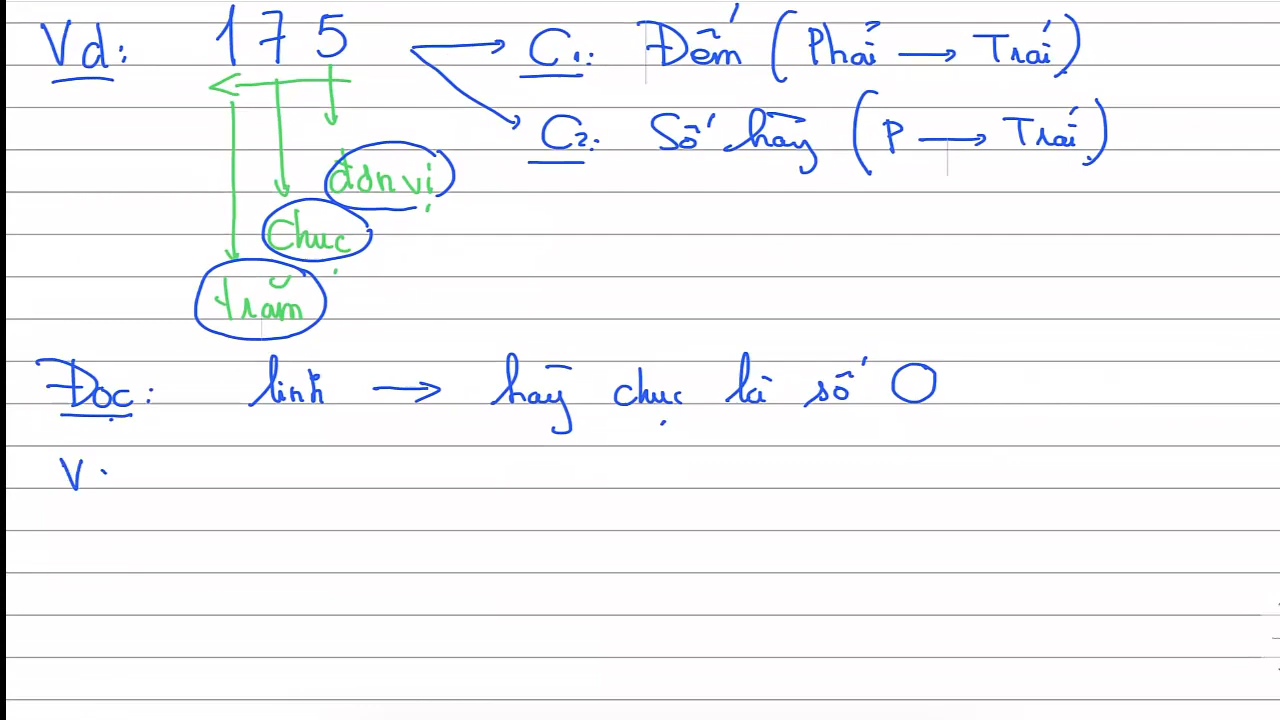 Vd: 175 → C1: Đếm (Phải → Trái)
→ C2: Số hàng (P → Trái)
đơn vị
chục
trăm
Đọc: linh → hàng chục là số 0
V